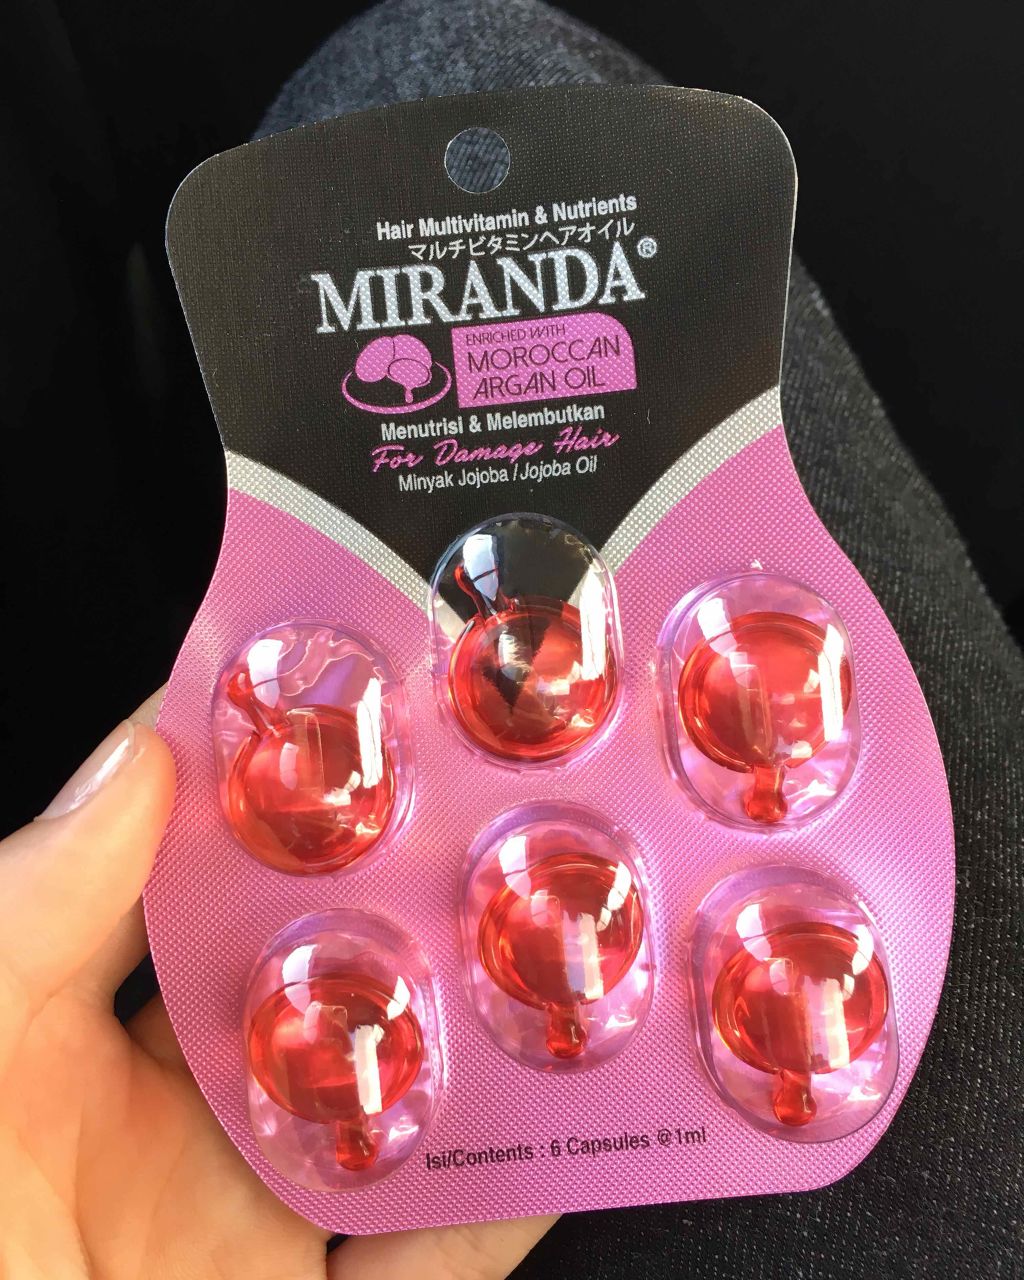 Hair Multivitamin & Nutrients
マルチビタミンヘアオイル
MIRANDA®
ENRICHED WITH
MOROCCAN
ARGAN OIL
Menutrisi & Melembutkan
For Damage Hair
Minyak Jojoba / Jojoba Oil
Isi/Contents : 6 Capsules @1ml